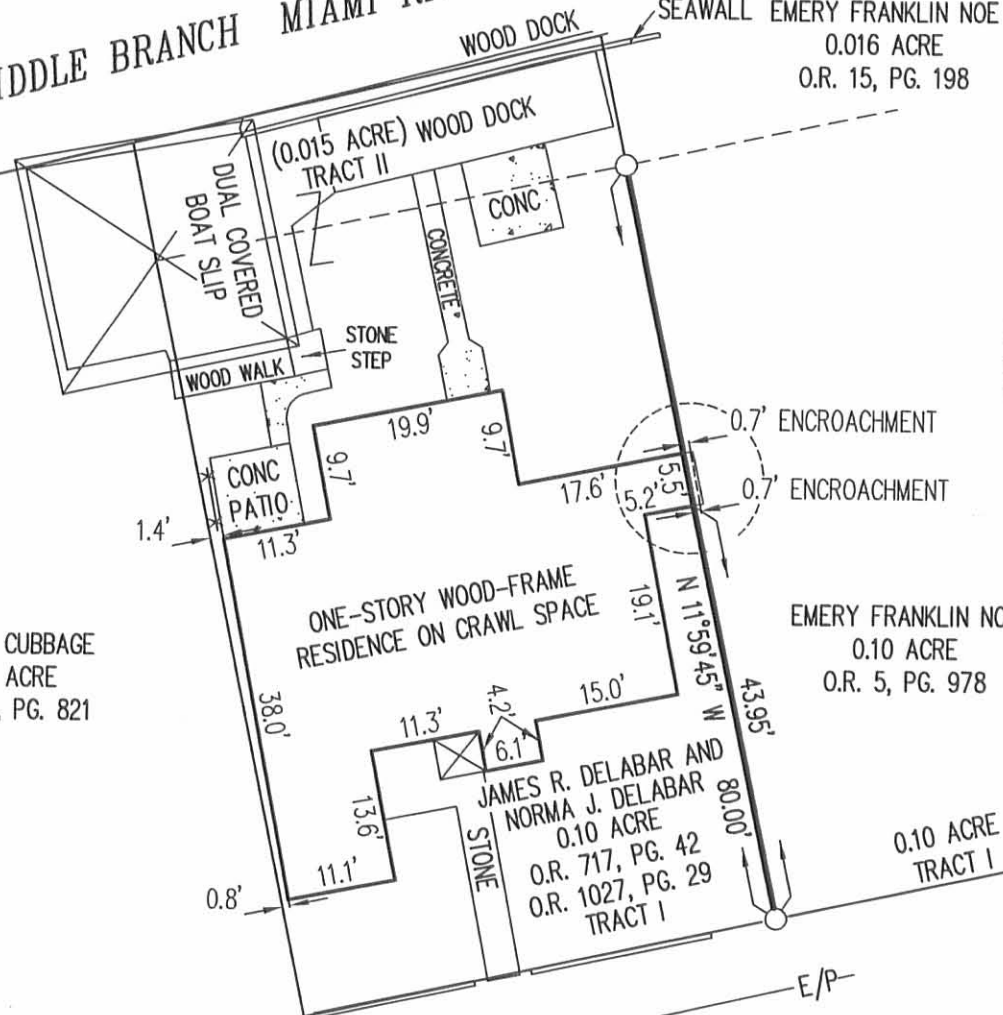 IDDLE BRANCH MIAMI
WOOD DOCK
SEAWALL
EMERY FRANKLIN NOE
0.016 ACRE
O.R. 15, PG. 198
(0.015 ACRE) WOOD DOCK
TRACT II
DUAL COVERED
BOAT SLIP
CONC
CONCRETE
STONE
STEP
WOOD WALK
19.9'
9.7'
9.7'
CONC
PATIO
17.6'
5.2'
5.5'
0.7' ENCROACHMENT
0.7' ENCROACHMENT
1.4'
11.3'
ONE-STORY WOOD-FRAME
RESIDENCE ON CRAWL SPACE
19.1'
N 11°59'45" W
43.95'
80.00'
EMERY FRANKLIN NO
0.10 ACRE
O.R. 5, PG. 978
CUBBAGE
ACRE
PG. 821
38.0'
11.3'
4.2'
6.1'
15.0'
13.6'
11.1'
0.8'
STONE
JAMES R. DELABAR AND
NORMA J. DELABAR
0.10 ACRE
O.R. 717, PG. 42
O.R. 1027, PG. 29
TRACT I
0.10 ACRE
TRACT I
E/P